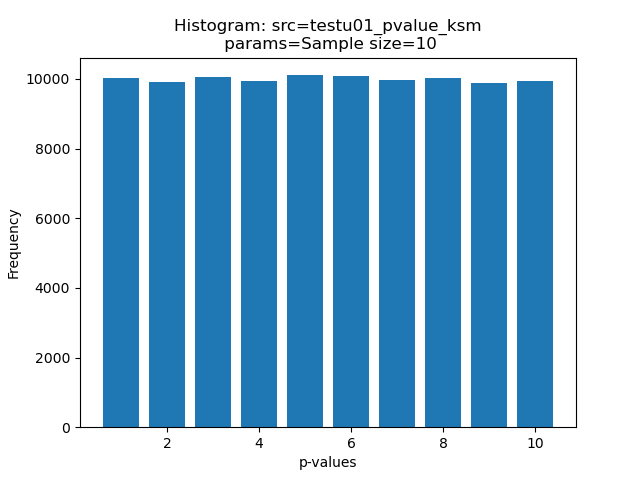 Histogram: src=testu01_pvalue_ksm
params=Sample size=10
10000
8000
6000
4000
2000
0
Frequency
2 4 6 8 10
p-values